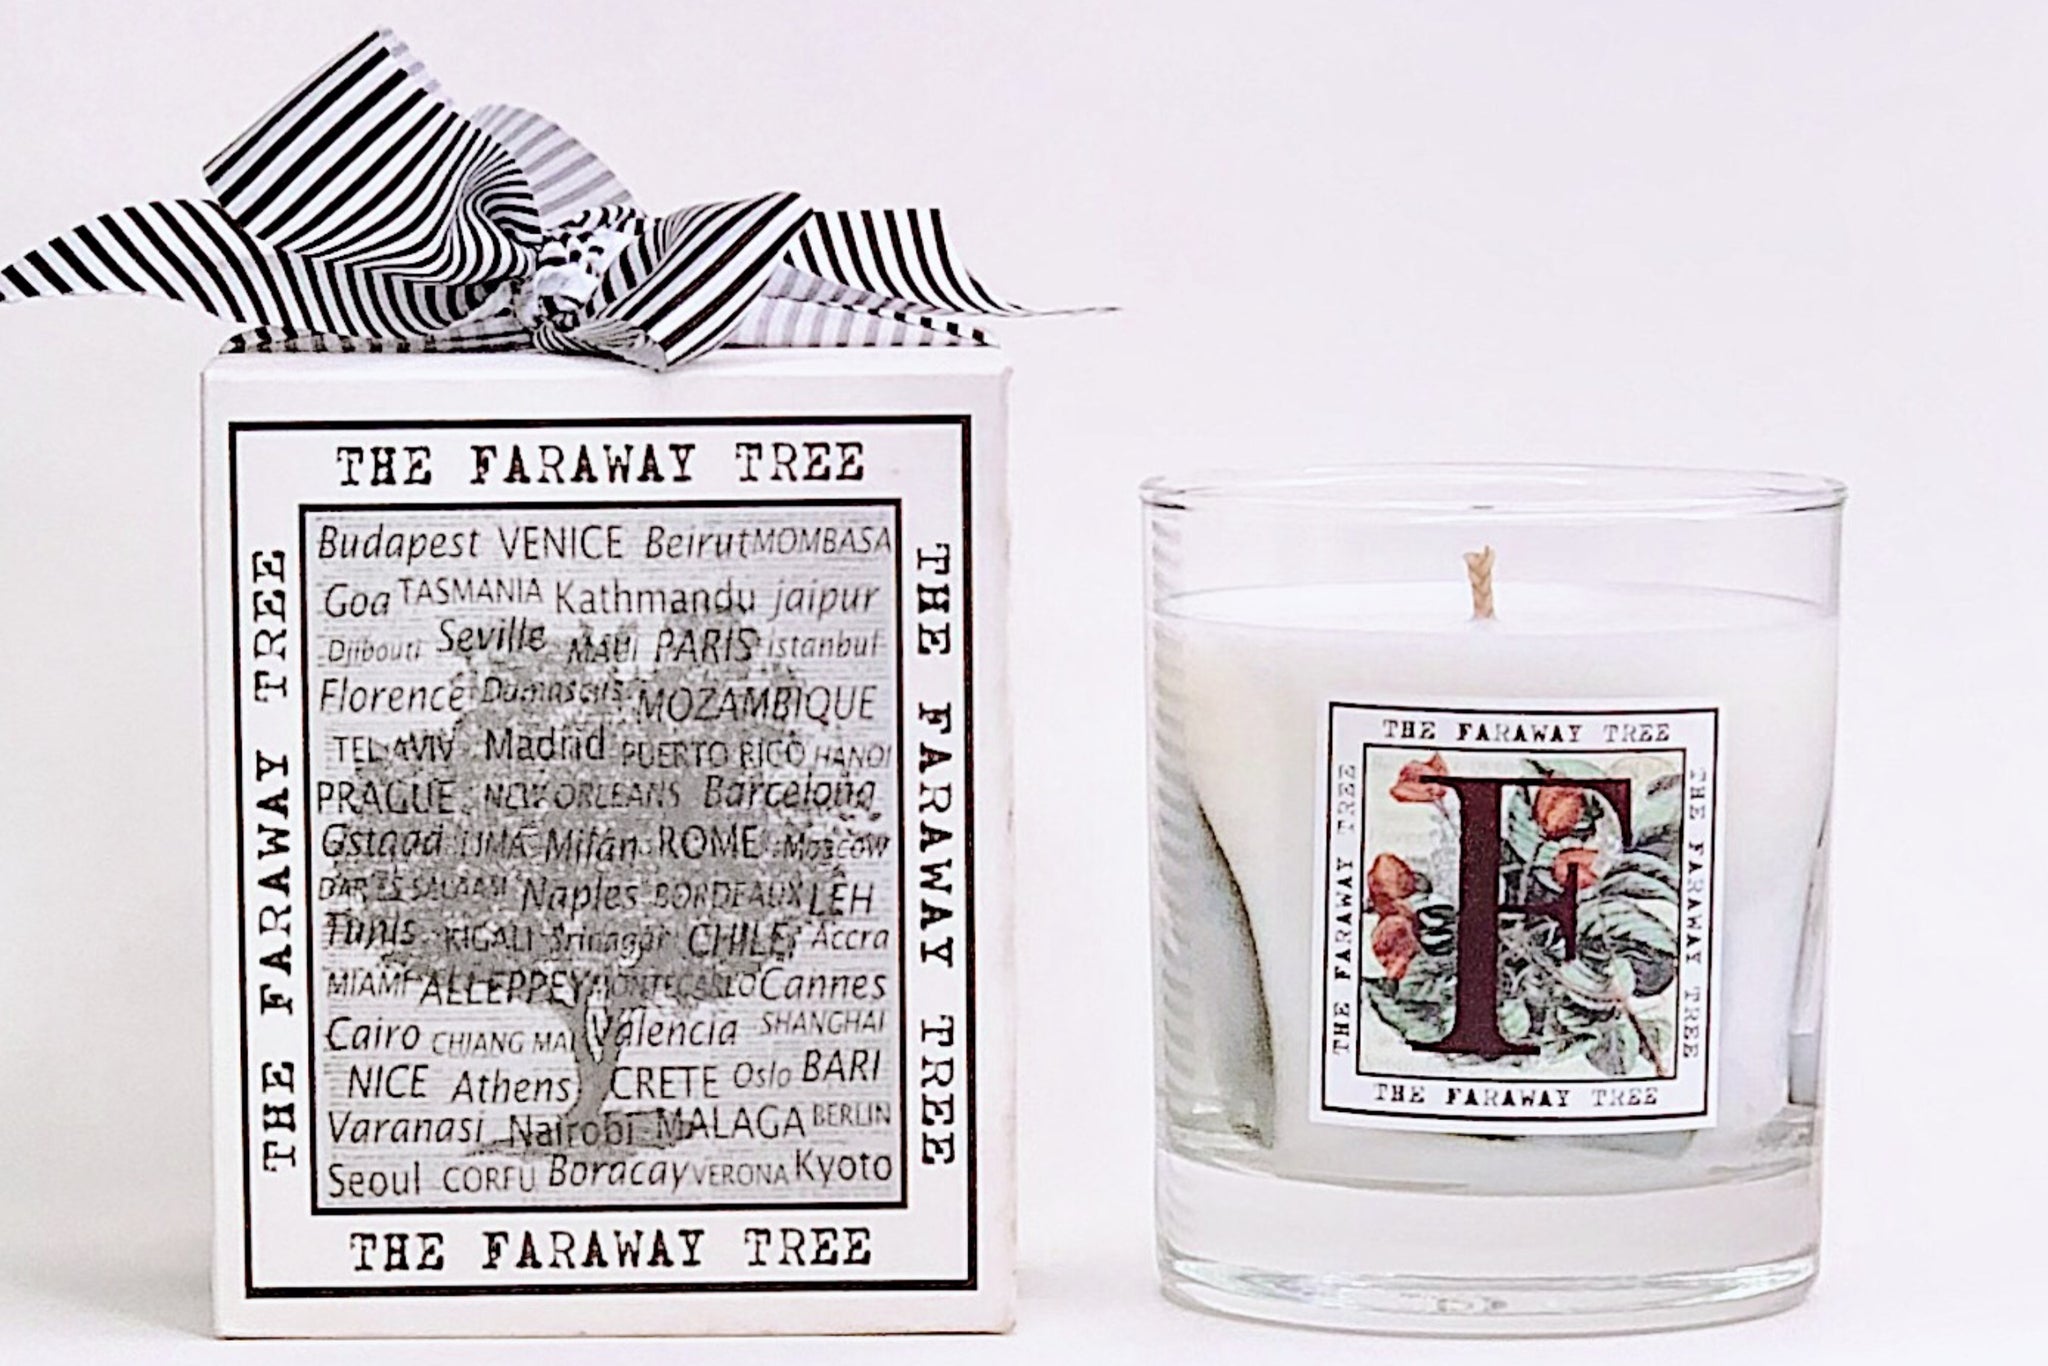 THE FARAWAY TREE
THE FARAWAY TREE
Budapest VENICE Beirut MOMBASA
Goa TASMANIA Kathmandu jaipur
Djibouti Seville MAUI PARIS istanbul
Florence Damascus MOZAMBIQUE
TEL AVIV Madrid PUERTO RICO HANOI
PRAGUE NEW ORLEANS Barcelona
Gstaad LIMA Milan ROME Moscow
DAR ES SALAAM Naples BORDEAUX LEH
Tunis KIGALI Srinagar CHILE Accra
MIAMI ALLEPPEY MONTECARLO Cannes
Cairo CHIANG MAI Valencia SHANGHAI
NICE Athens CRETE Oslo BARI
Varanasi Nairobi MALAGA BERLIN
Seoul CORFU Boracay VERONA Kyoto
THE FARAWAY TREE
THE FARAWAY TREE
THE FARAWAY TREE
THE FARAWAY TREE
F
THE FARAWAY TREE
THE FARAWAY TREE